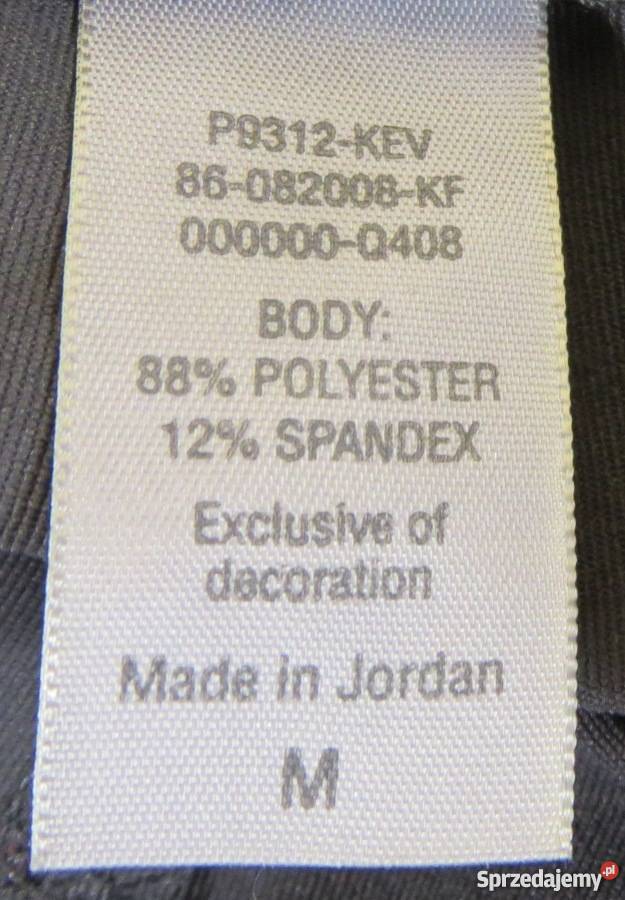 P9312-KEV
86-082008-KF
000000-Q408
BODY:
88% POLYESTER
12% SPANDEX
Exclusive of
decoration
Made in Jordan
M
Sprzedajemy.pl